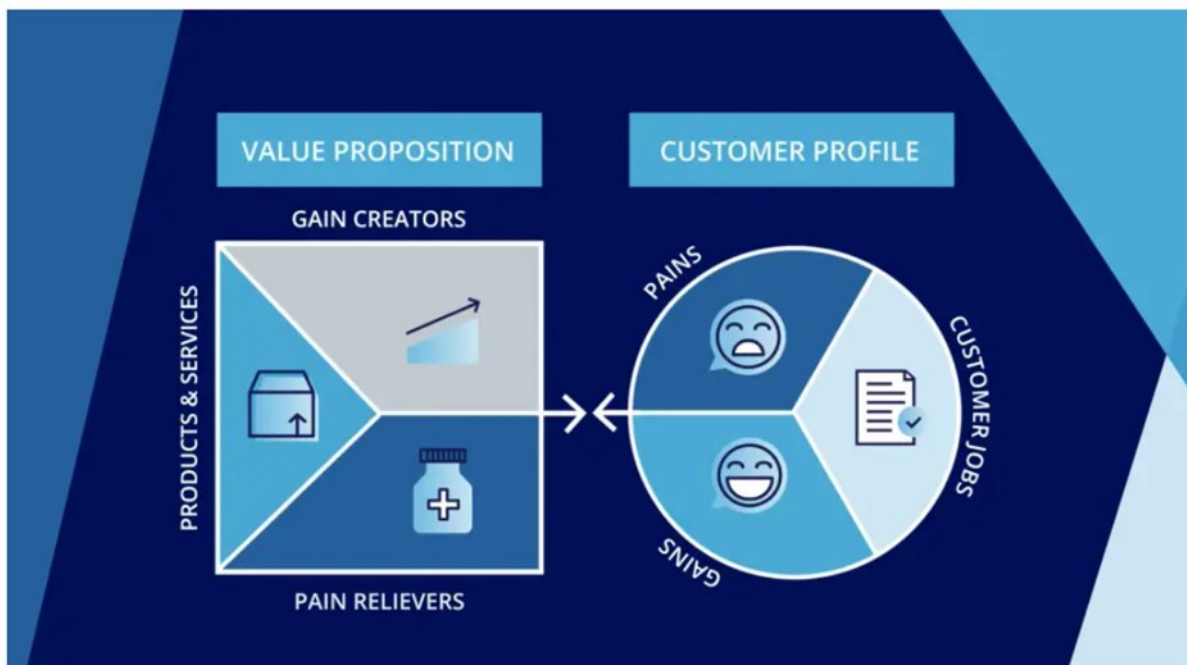 VALUE PROPOSITION
GAIN CREATORS
PRODUCTS & SERVICES
PAIN RELIEVERS
CUSTOMER PROFILE
PAINS
CUSTOMER JOBS
GAINS